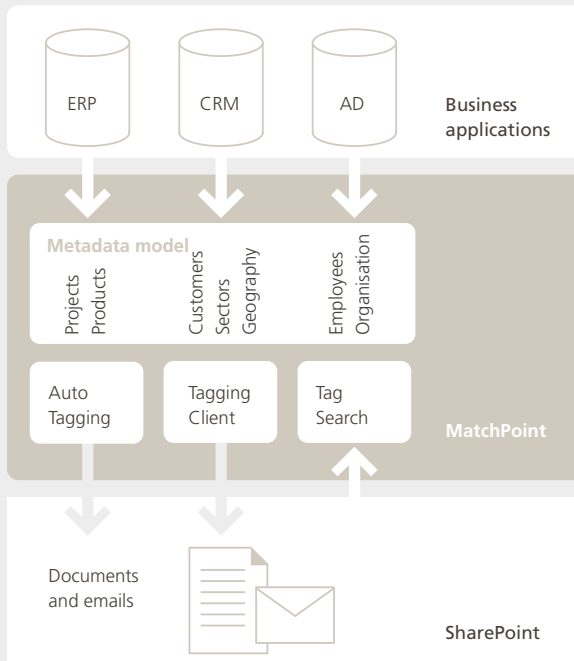 ERP
CRM
AD
Business
applications
Metadada model
Projects
Products
Customers
Sectors
Geography
Employees
Organisation
Auto
Tagging
Tagging
Client
Tag
Search
MatchPoint
Documents
and emails
SharePoint